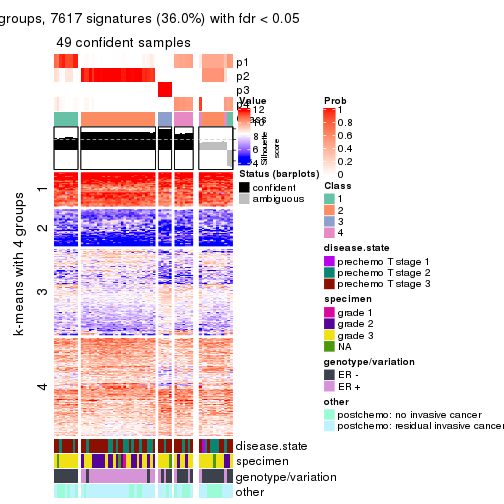 groups, 7617 signatures (36.0%) with fdr < 0.05
49 confident samples
p1
p2
p3
p4
Value
12
10
8
6
4
Silhouette
score
Status (barplots)
confident
ambiguous
Prob
1
0.8
0.6
0.4
0.2
0
Class
1
2
3
4
disease.state
prechemo T stage 1
prechemo T stage 2
prechemo T stage 3
specimen
grade 1
grade 2
grade 3
NA
genotype/variation
ER -
ER +
other
postchemo: no invasive cancer
postchemo: residual invasive cancer
k-means with 4 groups
1
2
3
4
disease.state
specimen
genotype/variation
other